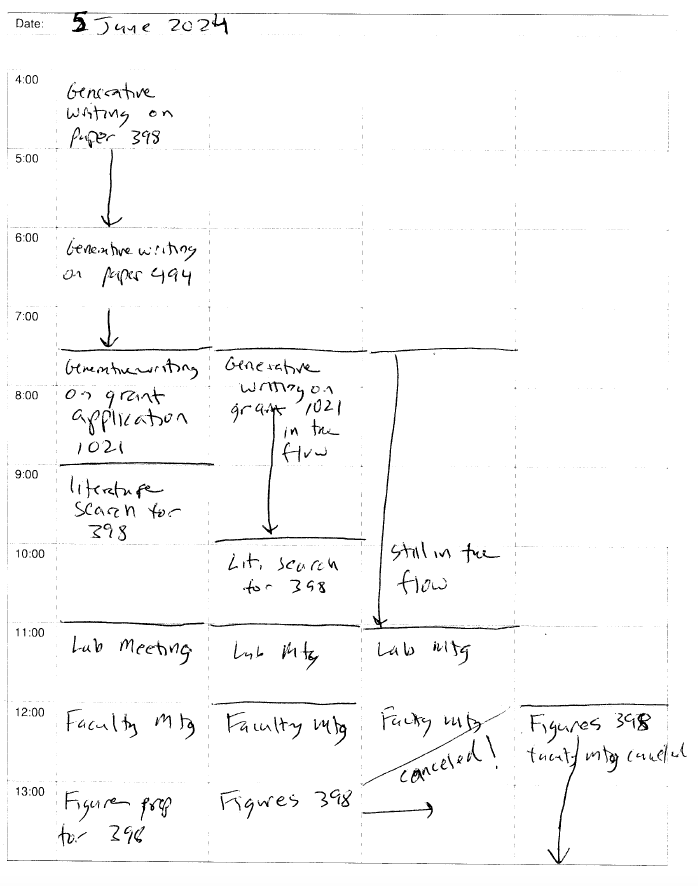 Date: 5 June 2024
4:00
Generative
writing on
Paper 398
5:00
6:00
Generative writing
on paper 494
7:00
Generative writing
on grant
application
1021
Generative
writing on
grant 1021
in the
flow
8:00
9:00
literature
search for
398
10:00
Lit. search
for 398
still in the
flow
11:00
Lab Meeting
Lab Mtg
Lab Mtg
12:00
Faculty Mtg
Faculty Mtg
Faculty Mtg
canceled!
Figures 398
faculty mtg canceled
13:00
Figures prep
for 398
Figures 398